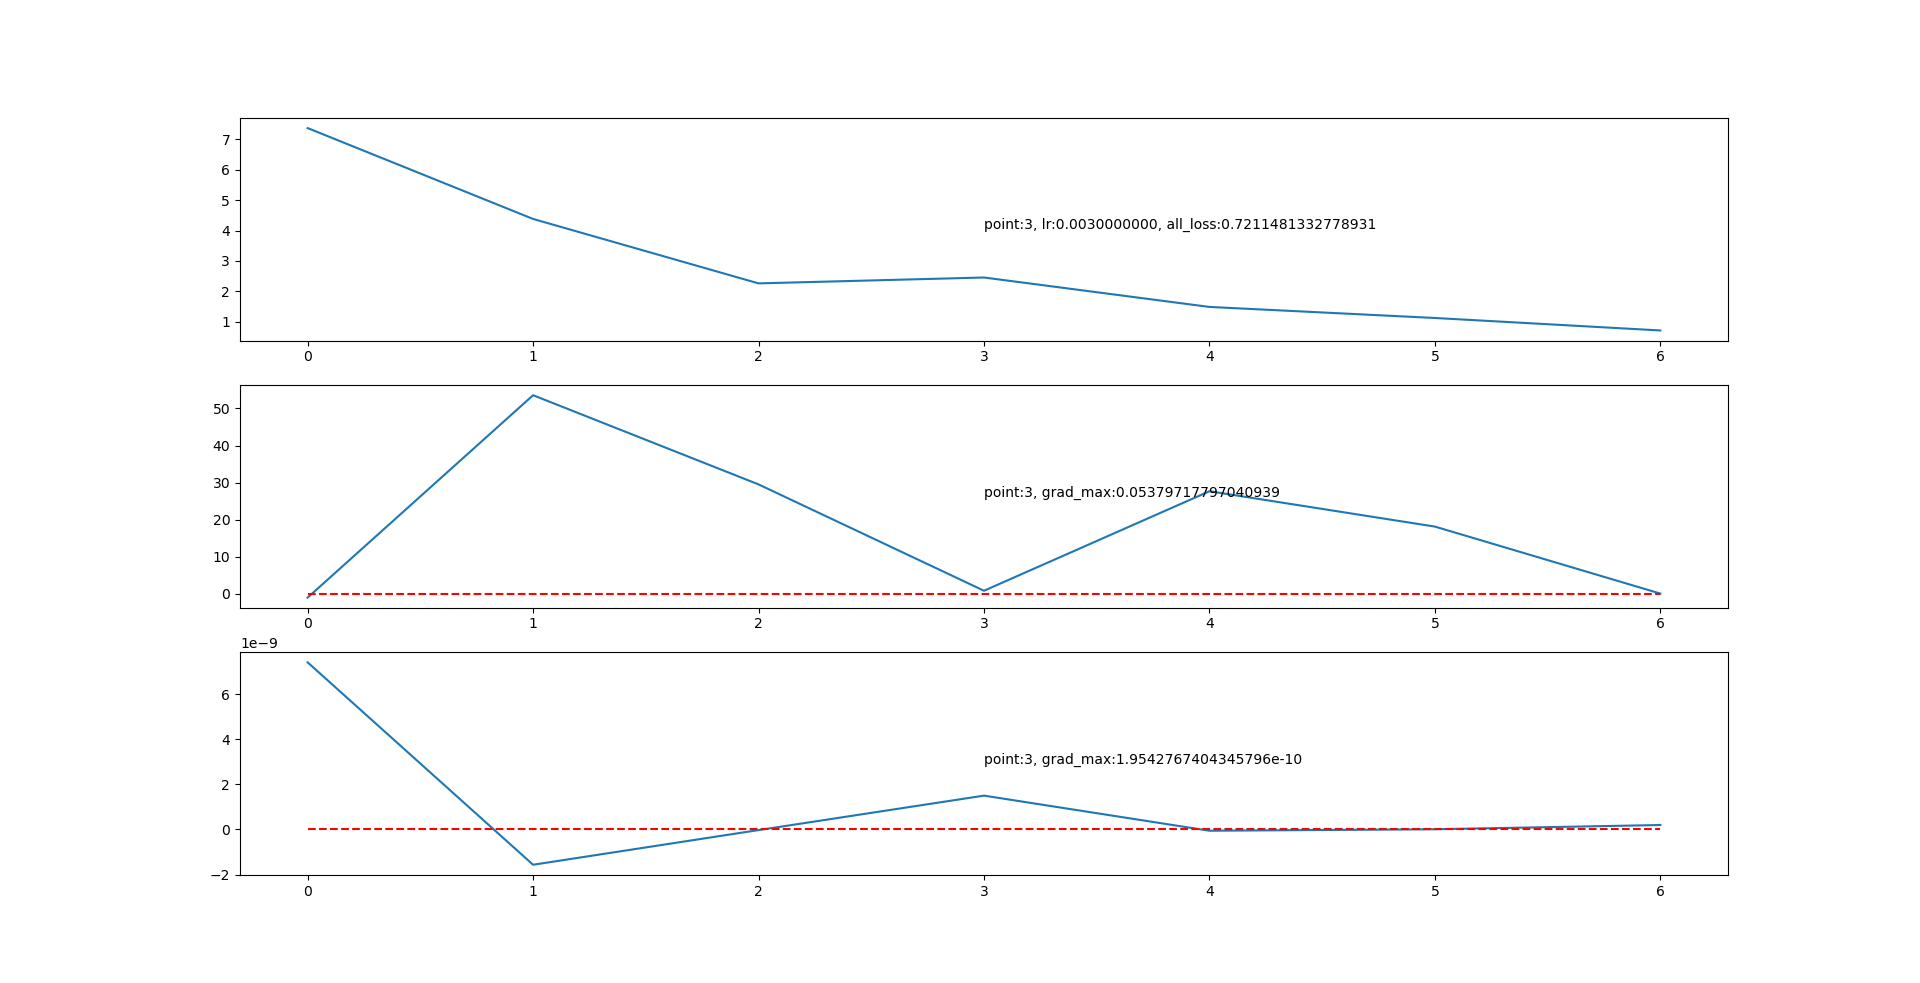 7
6
5
4
3
2
1
point:3, lr:0.0030000000, all_loss:0.7211481332778931
0 1 2 3 4 5 6
50
40
30
20
10
0
point:3, grad_max:0.05379717797040939
0 1 2 3 4 5 6
1e−9
6
4
2
0
−2
point:3, grad_max:1.9542767404345796e-10
0 1 2 3 4 5 6